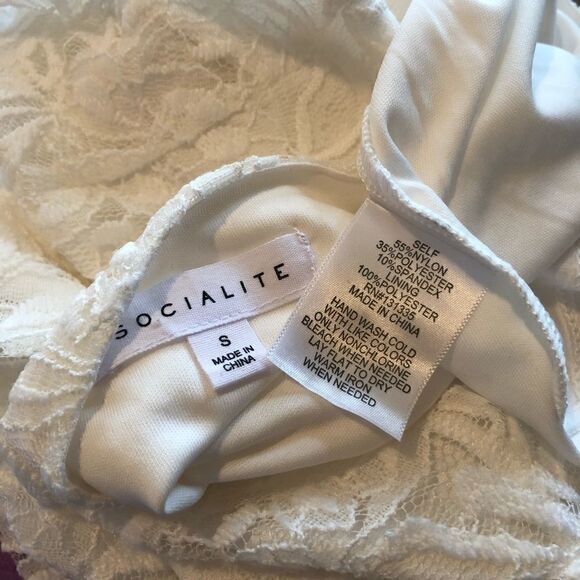 SOCIALITE
S
MADE IN
CHINA
SELF
55%NYLON
35%POLYESTER
10%SPANDEX
LINING
100%POLYESTER
RN#131335
MADE IN CHINA
HAND WASH COLD
WITH LIKE COLORS
ONLY NONCHLORINE
BLEACH WHEN NEEDED
LAY FLAT TO DRY
WARM IRON
WHEN NEEDED